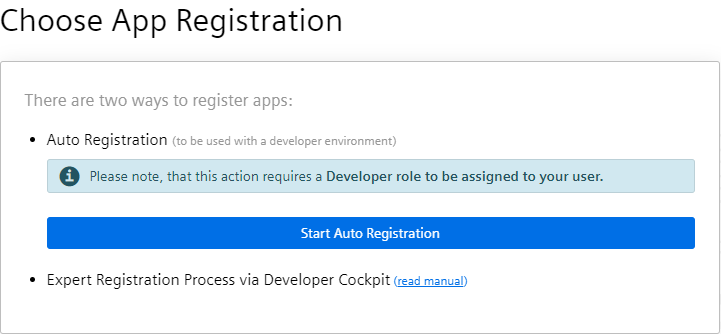 Choose App Registration
There are two ways to register apps:
Auto Registration (to be used with a developer environment)
Please note, that this action requires a Developer role to be assigned to your user.
Start Auto Registration
Expert Registration Process via Developer Cockpit (read manual)